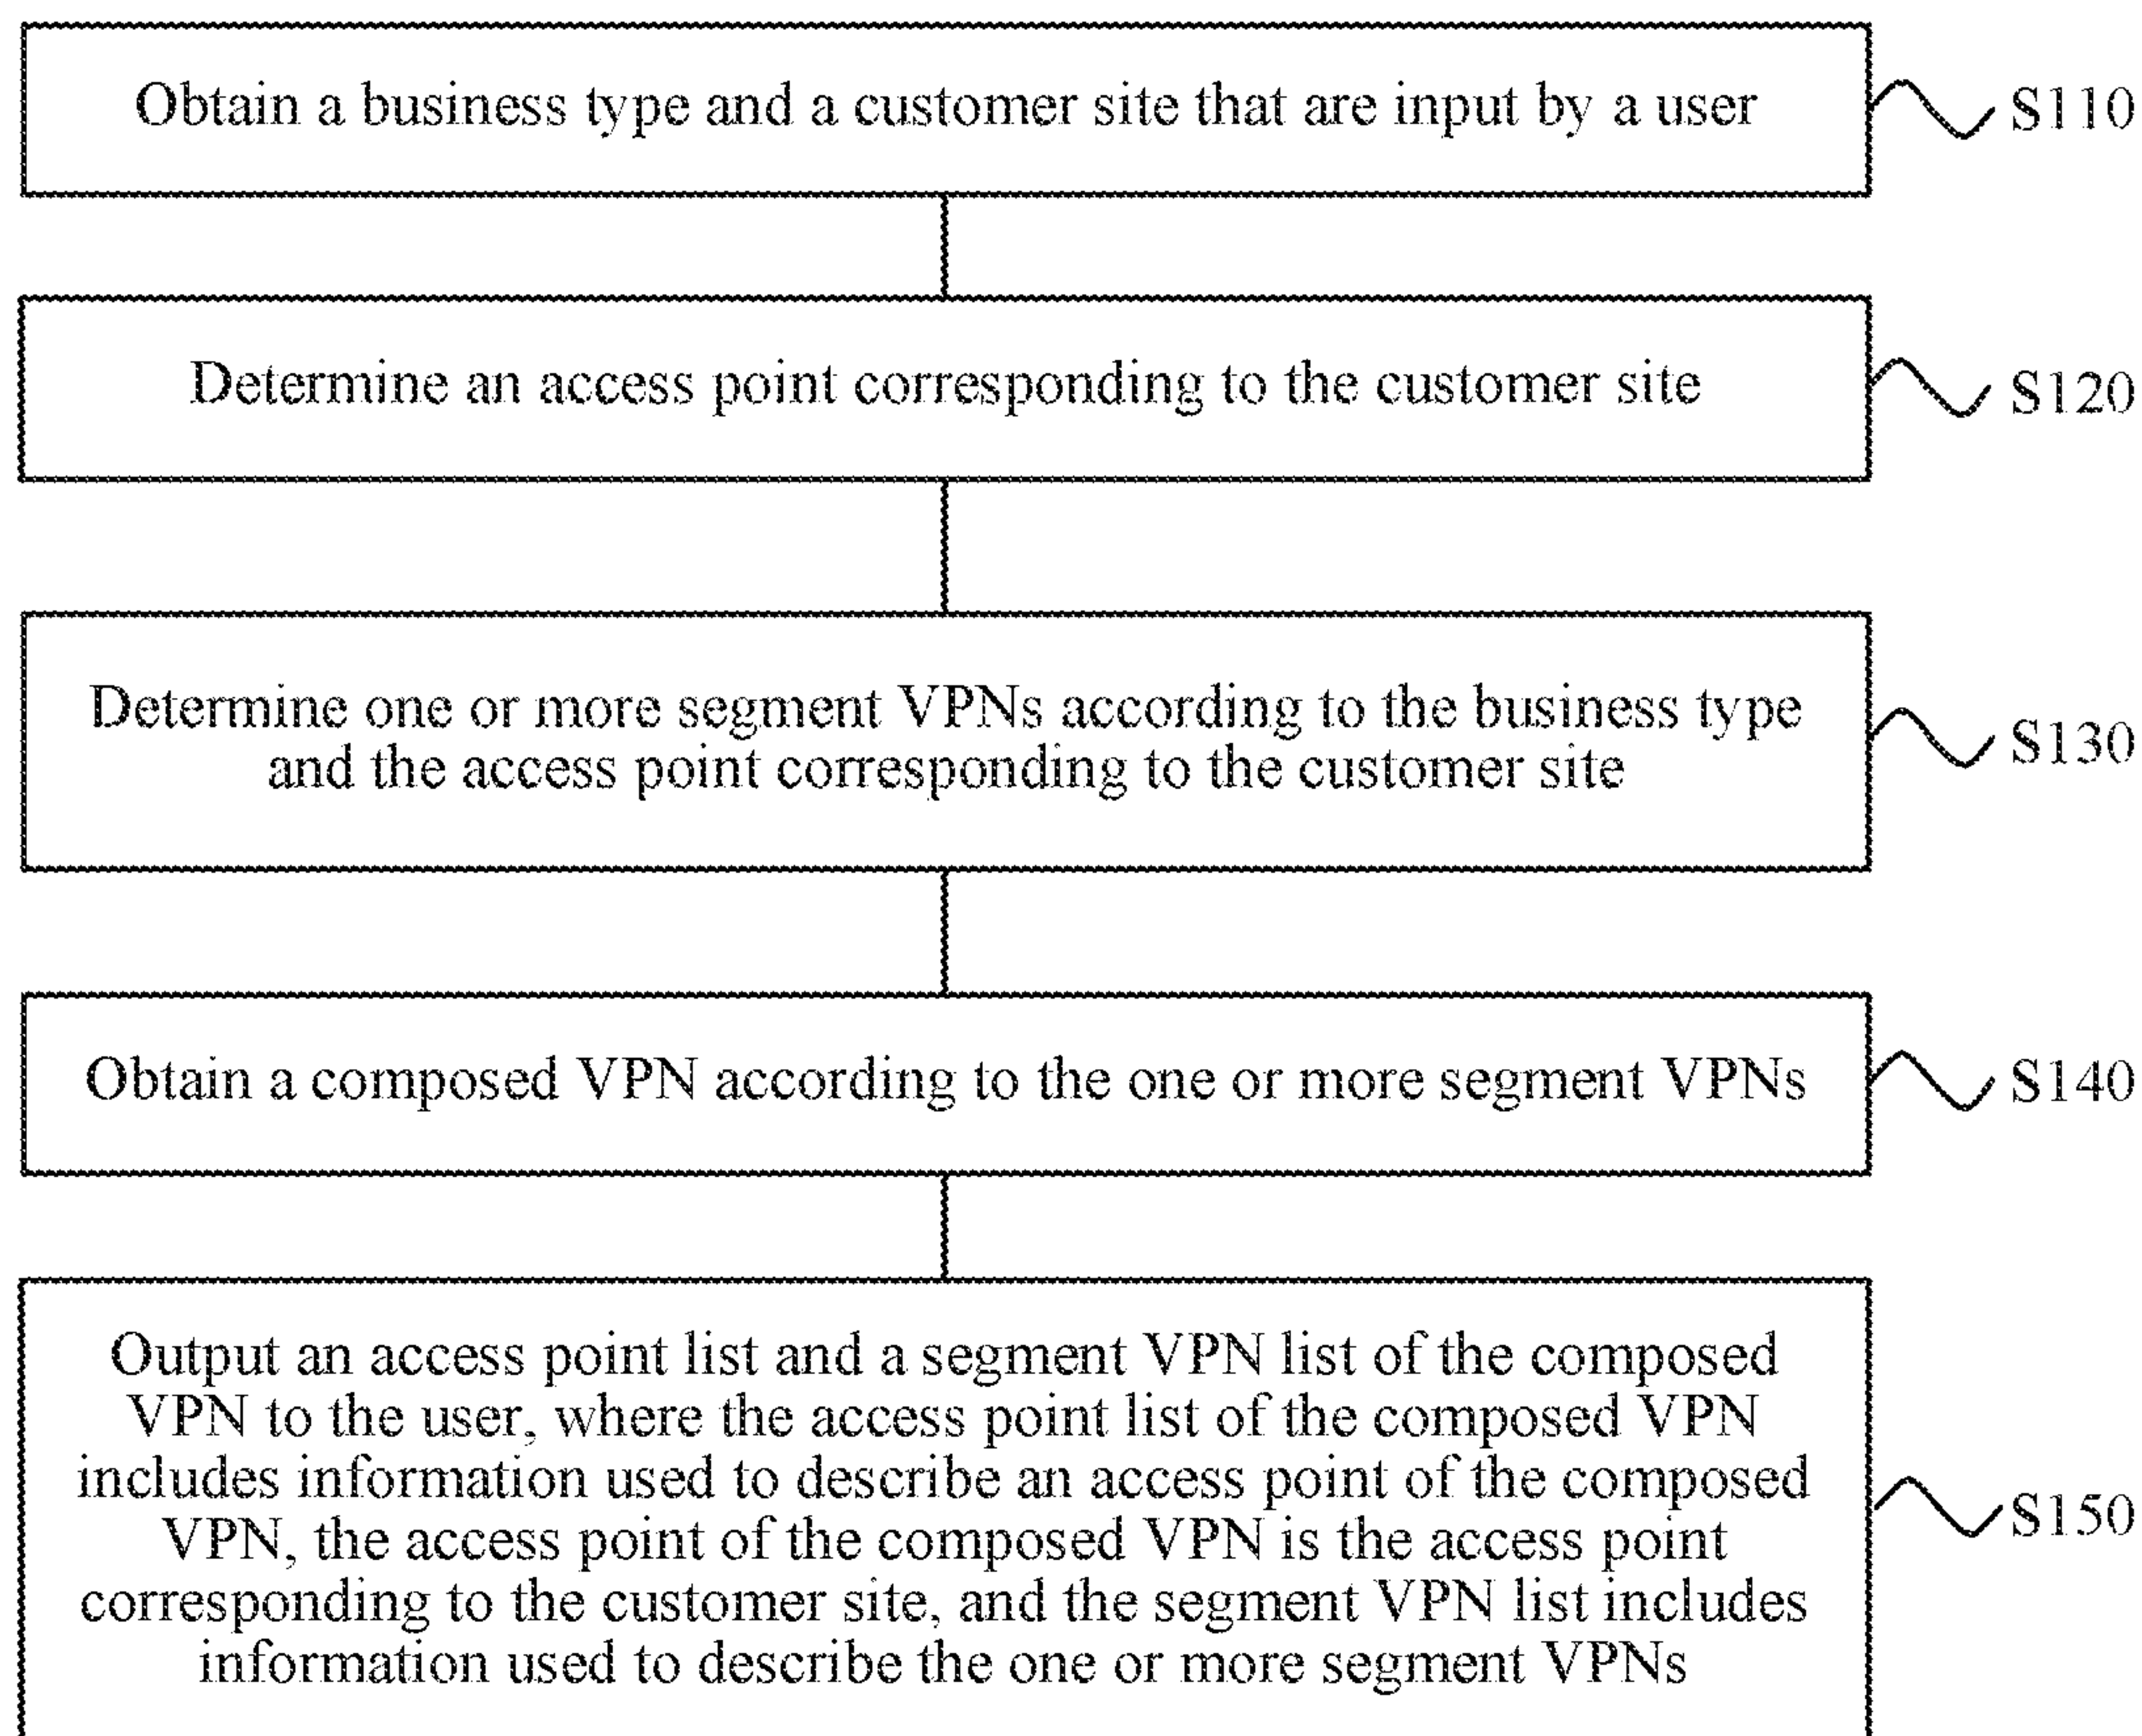 Obtain a business type and a customer site that are input by a user
S110
Determine an access point corresponding to the customer site
S120
Determine one or more segment VPNs according to the business type
and the access point corresponding to the customer site
S130
Obtain a composed VPN according to the one or more segment VPNs
S140
Output an access point list and a segment VPN list of the composed
VPN to the user, where the access point list of the composed VPN
includes information used to describe an access point of the composed
VPN, the access point of the composed VPN is the access point
corresponding to the customer site, and the segment VPN list includes
information used to describe the one or more segment VPNs
S150